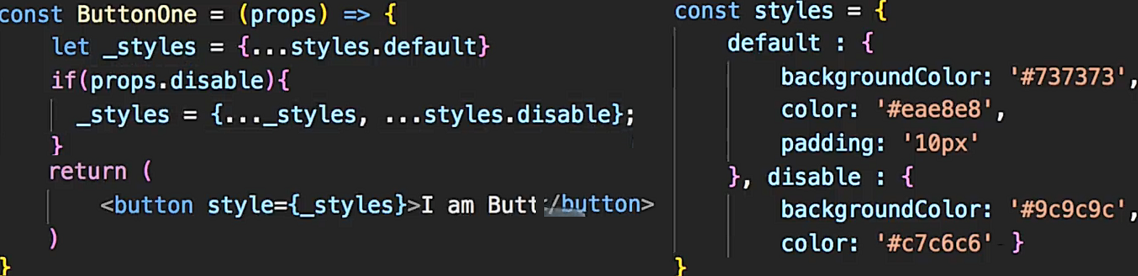 const ButtonOne = (props) => {
let _styles = {...styles.default}
if(props.disable){
_styles = {..._styles, ...styles.disable};
}
return (
<button style={_styles}>I am Butt /button>
)
}
const styles = {
default : {
backgroundColor: '#737373',
color: '#eae8e8',
padding: '10px'
}, disable : {
backgroundColor: '#9c9c9c',
color: '#c7c6c6' }
}